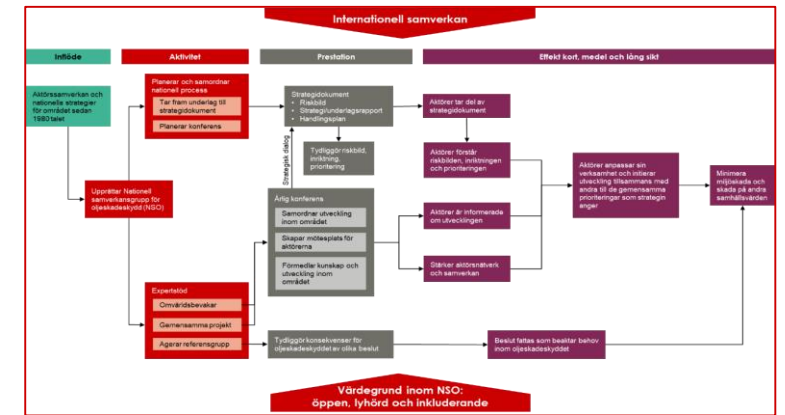 Internationell samverkan
Inflöde
Aktivitet
Prestation
Effekt kort, medel och lång sikt
Aktörssamverkan och
nationella strategier
för området sedan
1980 talet
Upprättar Nationell
samverkansgrupp för
oljeskadeskydd (NSO)
Planerar och samordnar
nationell process
Tar fram underlag till
strategidokument
Planerar konferens
Expertstöd
Omvärldsbevakar
Gemensamma projekt
Agerar referensgrupp
Strategidokument
• Riskbild
• Strategi/underlagsrapport
• Handlingsplan
Tydliggör riskbild,
inriktning,
prioritering
Strategisk dialog
Årlig konferens
Samordnar utveckling
inom området
Skapar mötesplats för
aktörerna
Förmedlar kunskap och
utveckling inom
området
Tydliggör konsekvenser för
oljeskadeskyddet av olika beslut
Aktörer tar del av
strategidokument
Aktörer förstår
riskbilden, inriktningen
och prioriteringen
Aktörer är informerade
om utvecklingen
Stärker aktörsnätverk
och samverkan
Beslut fattas som beaktar behov
inom oljeskadeskyddet
Aktörer anpassar sin
verksamhet och initierar
utveckling tillsammans med
andra till de gemensamma
prioriteringar som strategin
anger
Minimera
miljöskada och
skada på andra
samhällsvärden
Värdegrund inom NSO:
öppen, lyhörd och inkluderande